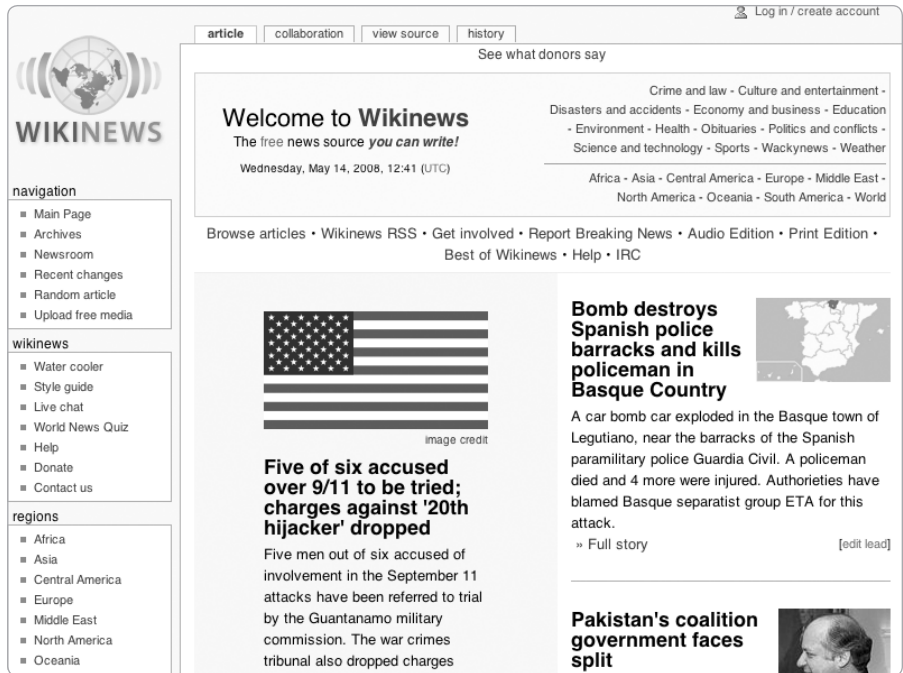 Log in / create account
article
collaboration
view source
history
See what donors say
WIKINEWS
Welcome to Wikinews
The free news source you can write!
Wednesday, May 14, 2008, 12:41 (UTC)
Crime and law - Culture and entertainment -
Disasters and accidents - Economy and business - Education
- Environment - Health - Obituaries - Politics and conflicts -
Science and technology - Sports - Wackynews - Weather
Africa - Asia - Central America - Europe - Middle East -
North America - Oceania - South America - World
Browse articles • Wikinews RSS • Get involved • Report Breaking News • Audio Edition • Print Edition •
Best of Wikinews • Help • IRC
navigation
Main Page
Archives
Newsroom
Recent changes
Random article
Upload free media
wikinews
Water cooler
Style guide
Live chat
World News Quiz
Help
Donate
Contact us
regions
Africa
Asia
Central America
Europe
Middle East
North America
Oceania
image credit
Five of six accused
over 9/11 to be tried;
charges against '20th
hijacker' dropped
Five men out of six accused of
involvement in the September 11
attacks have been referred to trial
by the Guantanamo military
commission. The war crimes
tribunal also dropped charges
Bomb destroys
Spanish police
barracks and kills
policeman in
Basque Country
A car bomb car exploded in the Basque town of
Legutiano, near the barracks of the Spanish
paramilitary police Guardia Civil. A policeman
died and 4 more were injured. Authorieties have
blamed Basque separatist group ETA for this
attack.
» Full story
[edit lead]
Pakistan's coalition
government faces
split